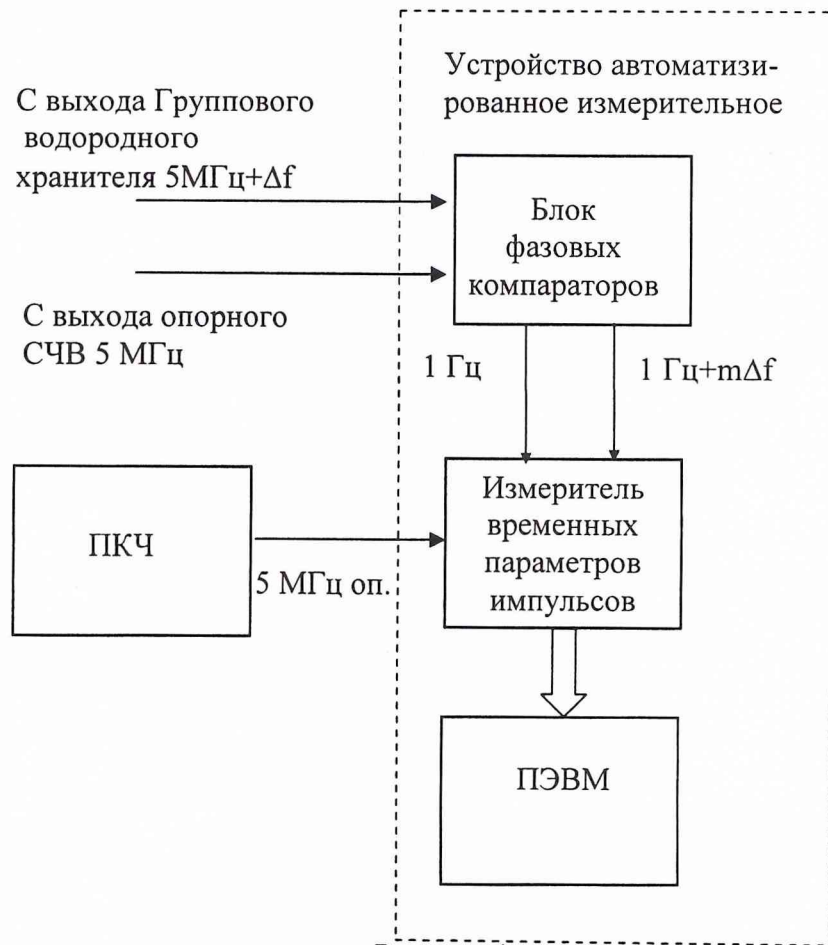 Устройство автоматизи-
рованное измерительное
С выхода Группового
водородного
хранителя 5МГц+Δf
Блок
фазовых
компараторов
С выхода опорного
СЧВ 5 МГц
1 Гц
1 Гц+mΔf
ПКЧ
5 МГц оп.
Измеритель
временных
параметров
импульсов
ПЭВМ